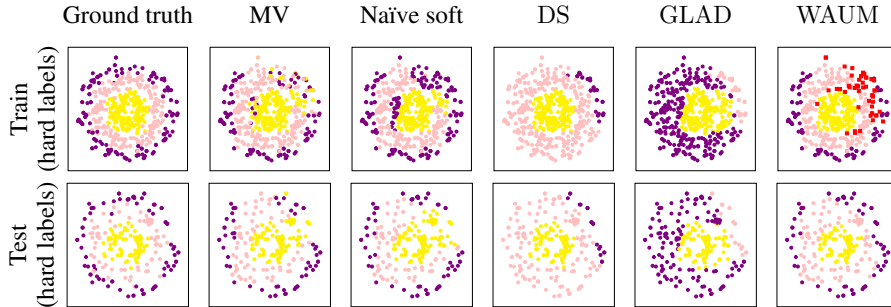 Ground truth MV Naïve soft DS GLAD WAUM
Train
(hard labels)
Test
(hard labels)